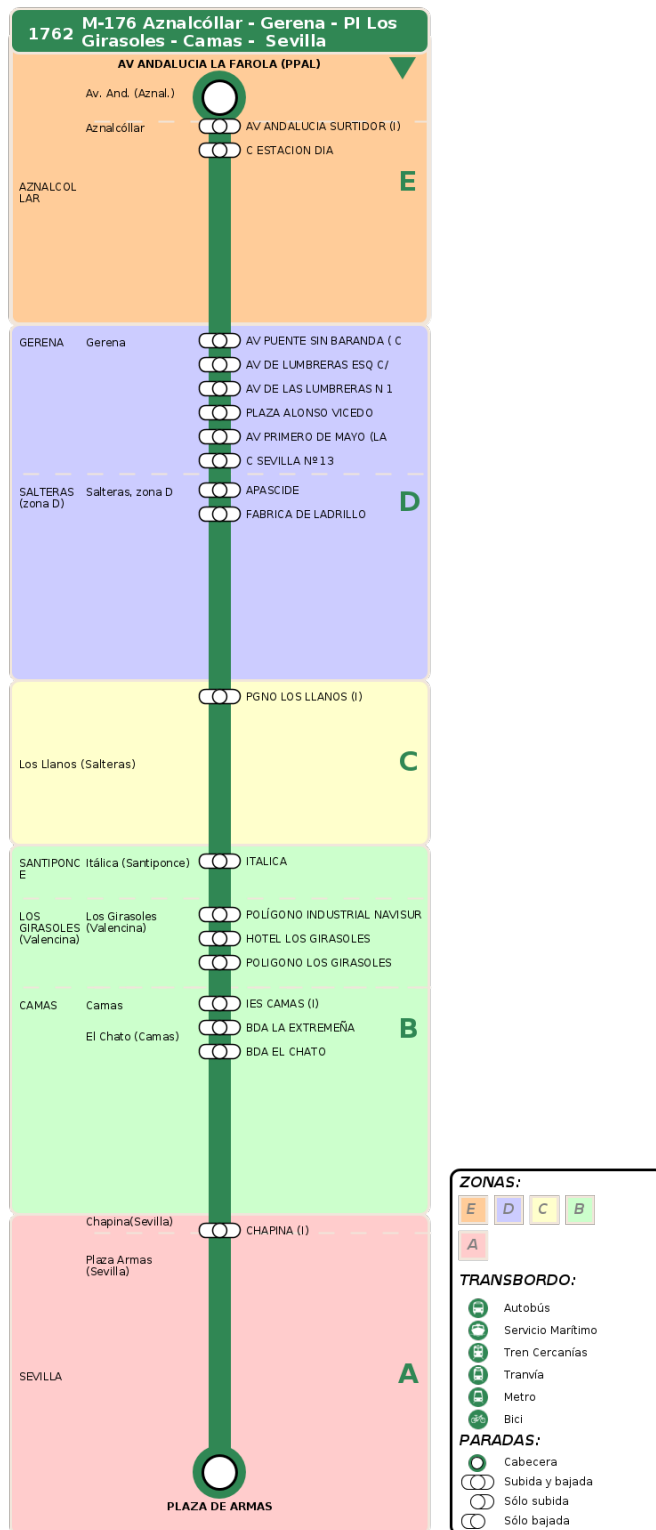 1762 M-176 Aznalcóllar - Gerena - PI Los
Girasoles - Camas - Sevilla
AV ANDALUCIA LA FAROLA (PPAL)
Av. And. (Aznal.)
Aznalcóllar
AV ANDALUCIA SURTIDOR (I)
C ESTACION DIA
AZNALCOL
LAR
E
GERENA
Gerena
AV PUENTE SIN BARANDA ( C
AV DE LUMBRERAS ESQ C/
AV DE LAS LUMBRERAS N 1
PLAZA ALONSO VICEDO
AV PRIMERO DE MAYO (LA
C SEVILLA Nº13
SALTERAS
(zona D)
Salteras, zona D
APASCIDE
FABRICA DE LADRILLO
D
PGNO LOS LLANOS (I)
Los Llanos (Salteras)
C
SANTIPONC
E
Itálica (Santiponce)
ITALICA
LOS
GIRASOLES
(Valencina)
Los Girasoles
(Valencina)
POLÍGONO INDUSTRIAL NAVISUR
HOTEL LOS GIRASOLES
POLIGONO LOS GIRASOLES
CAMAS
Camas
El Chato (Camas)
IES CAMAS (I)
BDA LA EXTREMEÑA
BDA EL CHATO
B
Chapina(Sevilla)
CHAPINA (I)
Plaza Armas
(Sevilla)
SEVILLA
A
PLAZA DE ARMAS
ZONAS:
E D C B
A
TRANSBORDO:
Autobús
Servicio Marítimo
Tren Cercanías
Tranvía
Metro
Bici
PARADAS:
Cabecera
Subida y bajada
Sólo subida
Sólo bajada